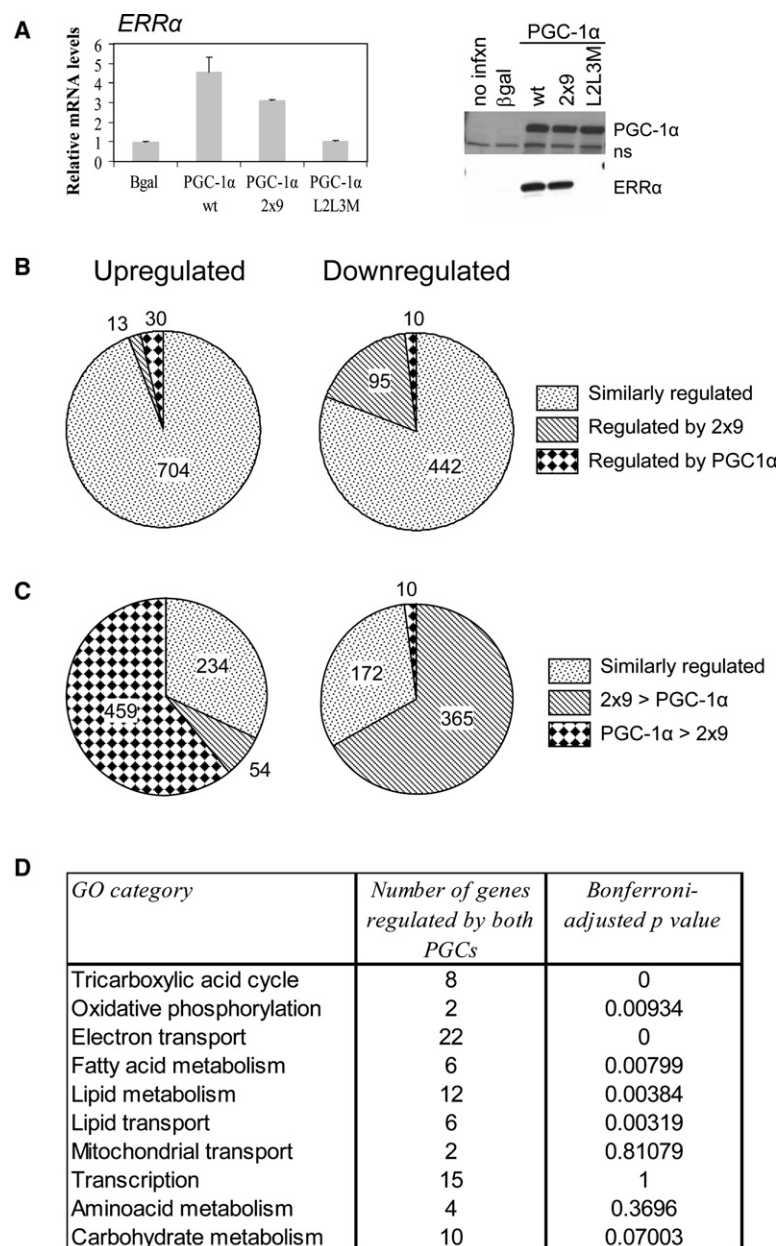 A
ERRα
Relative mRNA levels
6
5
4
3
2
1
0
Bgal
PGC-1α wt
PGC-1α 2x9
PGC-1α L2L3M
PGC-1α
no infxn
βgal
wt
2x9
L2L3M
PGC-1α
ns
ERRα
B
Upregulated
Downregulated
13
30
704
10
95
442
Similarly regulated
Regulated by 2x9
Regulated by PGC1α
C
234
459
54
10
172
365
Similarly regulated
2x9 > PGC-1α
PGC-1α > 2x9
D
GO category Number of genes Bonferroni-
regulated by both adjusted p value
PGCs
Tricarboxylic acid cycle 8 0
Oxidative phosphorylation 2 0.00934
Electron transport 22 0
Fatty acid metabolism 6 0.00799
Lipid metabolism 12 0.00384
Lipid transport 6 0.00319
Mitochondrial transport 2 0.81079
Transcription 15 1
Aminoacid metabolism 4 0.3696
Carbohydrate metabolism 10 0.07003